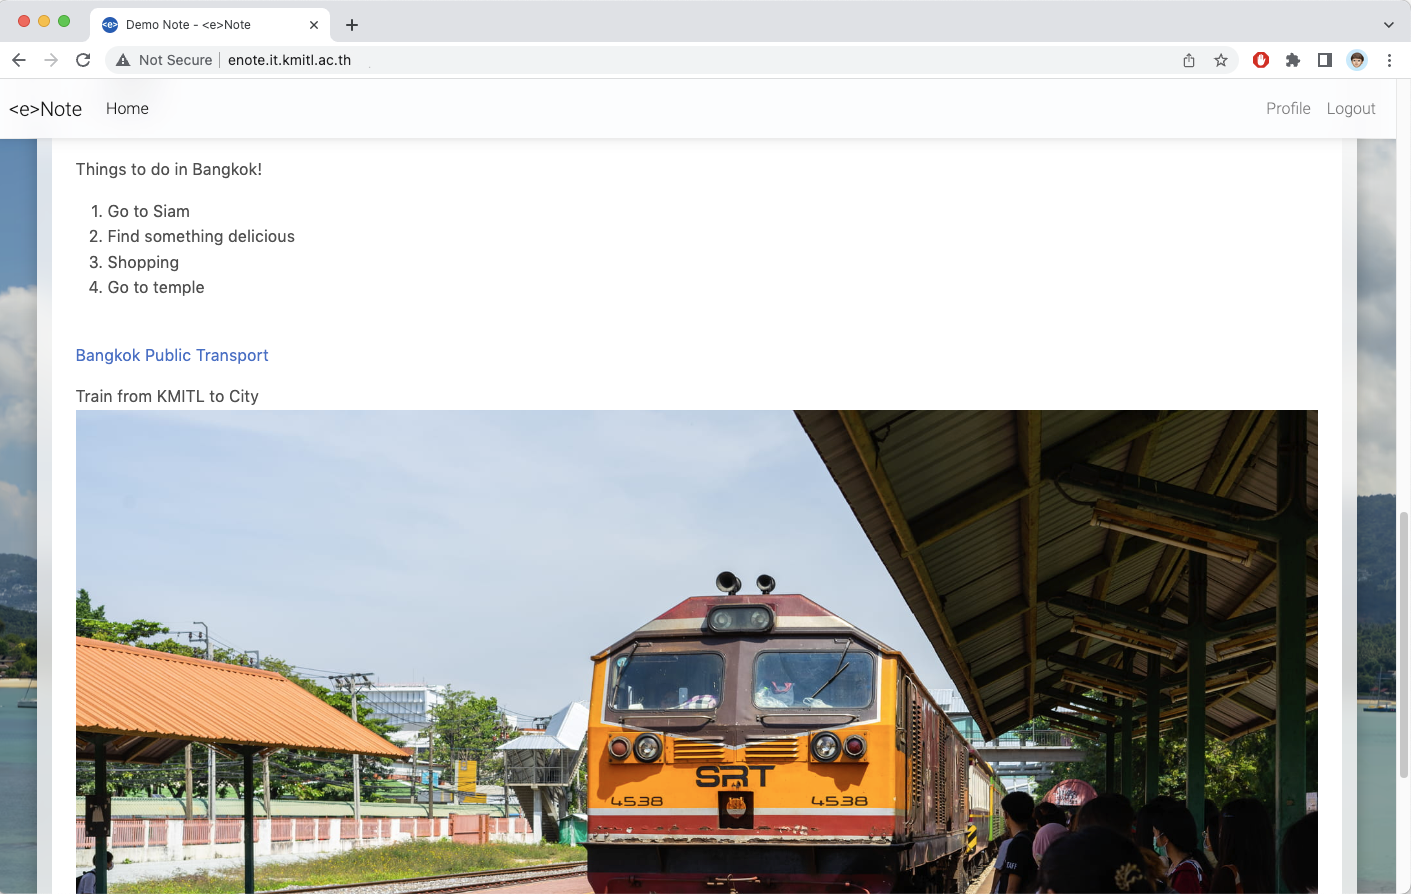 <e> Demo Note - <e>Note
Not Secure enote.it.kmitl.ac.th
<e>Note Home Profile Logout
Things to do in Bangkok!
1. Go to Siam
2. Find something delicious
3. Shopping
4. Go to temple
Bangkok Public Transport
Train from KMITL to City
SRT
4538 4538